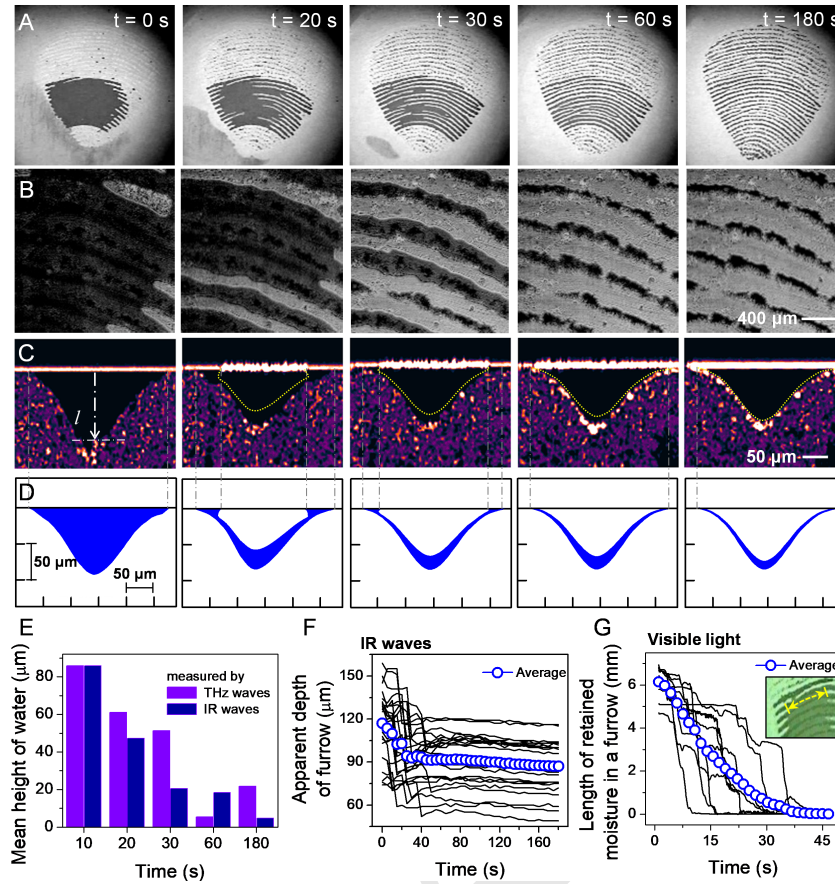 A
t = 0 s
t = 20 s
t = 30 s
t = 60 s
t = 180 s
B
400 µm
C
l
50 µm
D
50 µm
50 µm
E
measured by
THz waves
IR waves
Mean height of water (µm)
80
60
40
20
0
10
20
30
60
180
Time (s)
F
IR waves
Average
Apparent depth
of furrow (µm)
150
120
90
60
0
40
80
120
160
Time (s)
G
Visible light
Average
Length of retained
moisture in a furrow (mm)
6
4
2
0
0
15
30
45
Time (s)